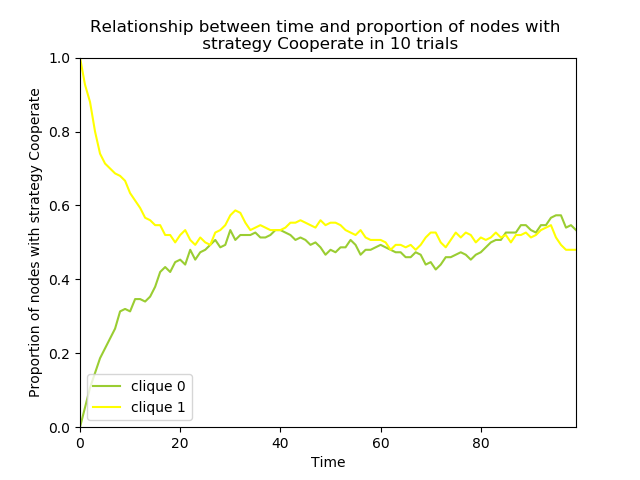 Relationship between time and proportion of nodes with
strategy Cooperate in 10 trials
Proportion of nodes with strategy Cooperate
1.0
0.8
0.6
0.4
0.2
0.0
clique 0
clique 1
0
20
40
60
80
Time